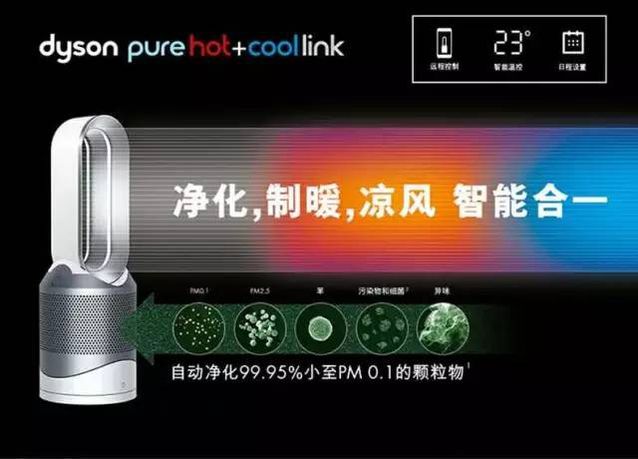 dyson pure hot+cool link
23°
远程控制 智能温控 日程设置
净化,制暖,凉风 智能合一
PM0.1 PM2.5 苯 污染物和细菌² 异味
自动净化99.95%小至PM 0.1的颗粒物¹